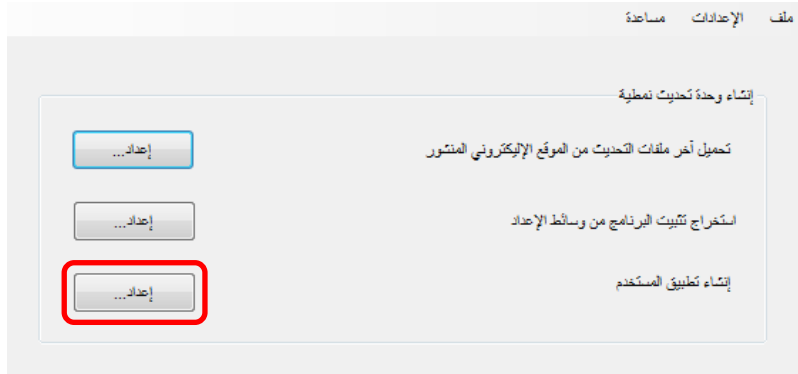 ملف الإعدادات مساعدة
إنشاء وحدة تحديث نمطية
تحميل آخر ملفات التحديث من الموقع الإليكتروني المنشور إعداد...
استخراج تثبيت البرنامج من وسائط الإعداد إعداد...
إنشاء تطبيق المستخدم إعداد...